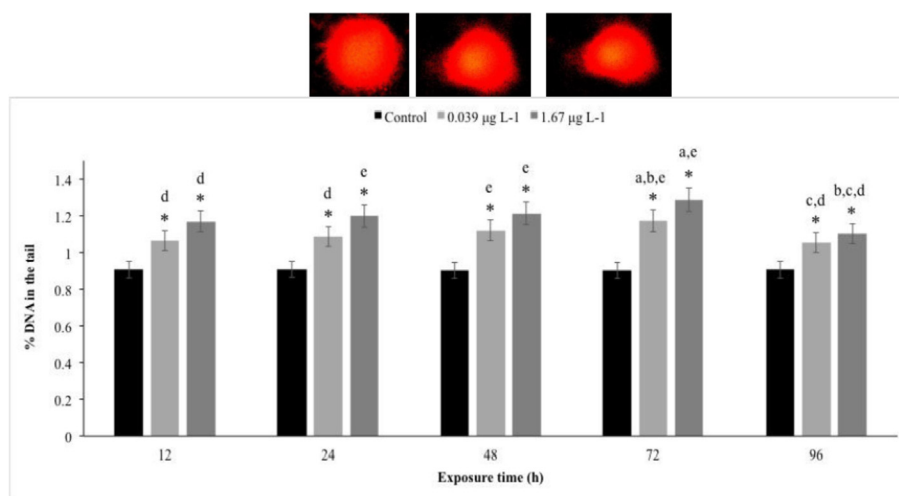 Control 0.039 µg L-1 1.67 µg L-1
% DNA in the tail
1.4
1.2
1
0.8
0.6
0.4
0.2
0
d d d e e e a,b,e a,e c,d b,c,d
* * * * * * * * * *
12 24 48 72 96
Exposure time (h)